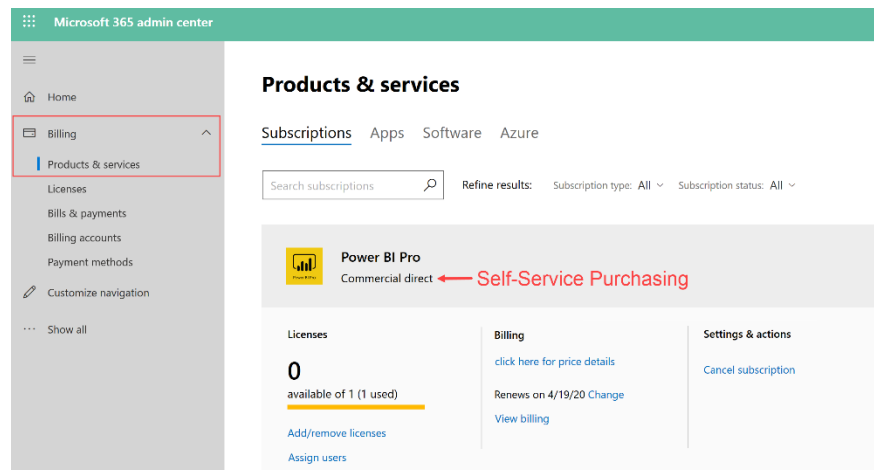 Microsoft 365 admin center
Home
Billing
Products & services
Licenses
Bills & payments
Billing accounts
Payment methods
Customize navigation
Show all
Products & services
Subscriptions Apps Software Azure
Search subscriptions
Refine results: Subscription type: All Subscription status: All
Power BI Pro
Power BI Pro
Commercial direct
Self-Service Purchasing
Licenses
0
available of 1 (1 used)
Add/remove licenses
Assign users
Billing
click here for price details
Renews on 4/19/20 Change
View billing
Settings & actions
Cancel subscription